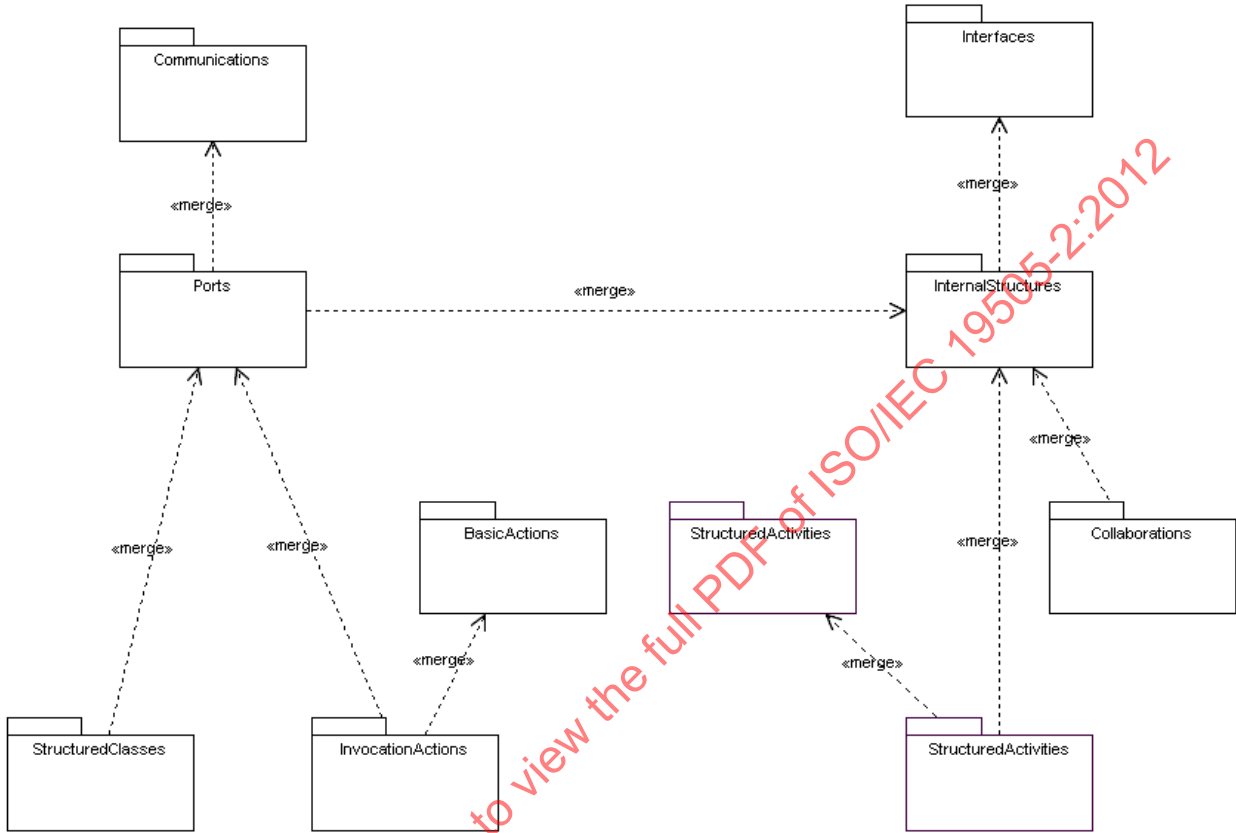 Communications
Interfaces
«merge»
«merge»
Ports
«merge»
InternalStructures
«merge»
BasicActions
StructuredActivities
Collaborations
«merge»
«merge»
«merge»
«merge»
«merge»
StructuredClasses
InvocationActions
StructuredActivities
to view the full PDF of ISO/IEC 19505-2:2012